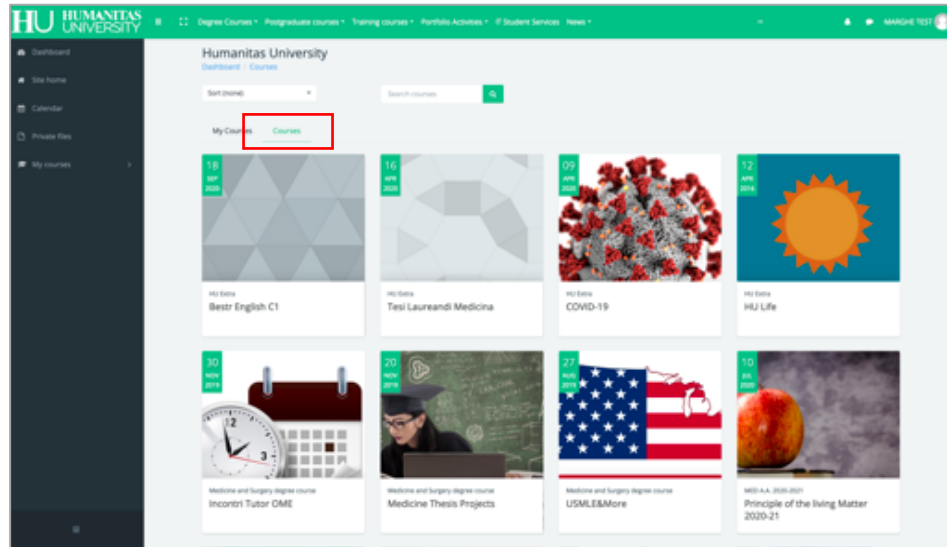 HU HUMANITAS UNIVERSITY
Degree Courses Postgraduate courses Training courses Portfolio Activities IT Student Services News
MARGHE TEST
Dashboard
Site home
Calendar
Private files
My courses
Humanitas University
Dashboard / Courses
Sort (none)
Search courses
My Courses
Courses
18 SEP 2020
HU Extra
Bestr English C1
16 APR 2020
HU Extra
Tesi Laureandi Medicina
09 APR 2020
HU Extra
COVID-19
12 APR 2016
HU Extra
HU Life
30 NOV 2019
12
3
Medicine and Surgery degree course
Incontri Tutor OME
20 NOV 2019
Medicine and Surgery degree course
Medicine Thesis Projects
27 AUG 2019
Medicine and Surgery degree course
USMLE&More
10 JUL 2020
MED A.A. 2020-2021
Principle of the living Matter
2020-21